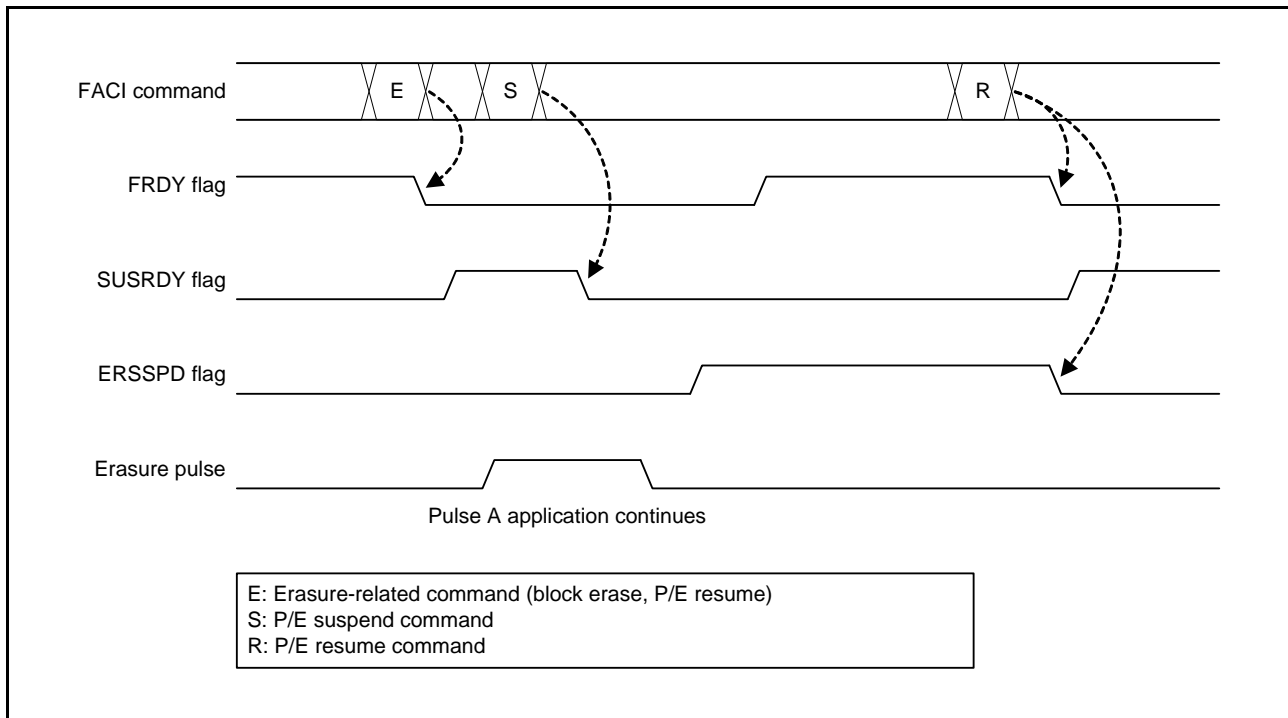 FACI command
E
S
R
FRDY flag
SUSRDY flag
ERSSPD flag
Erasure pulse
Pulse A application continues
E: Erasure-related command (block erase, P/E resume)
S: P/E suspend command
R: P/E resume command